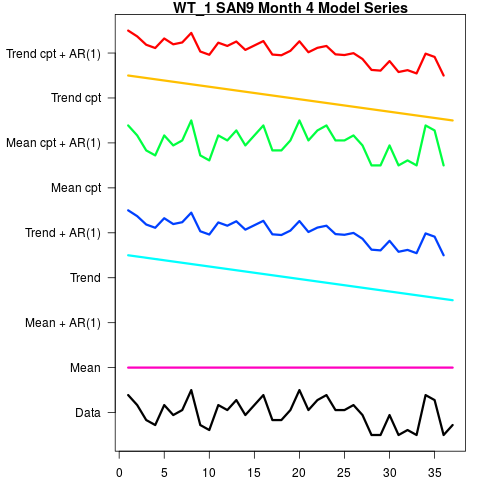 WT_1 SAN9 Month 4 Model Series
Trend cpt + AR(1)
Trend cpt
Mean cpt + AR(1)
Mean cpt
Trend + AR(1)
Trend
Mean + AR(1)
Mean
Data
0 5 10 15 20 25 30 35